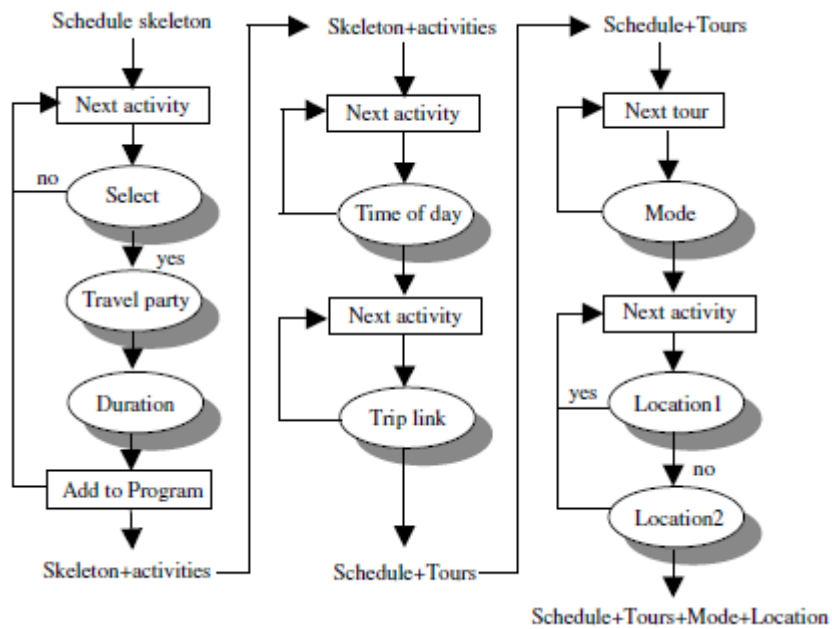 Schedule skeleton
Next activity
no
Select
yes
Travel party
Duration
Add to Program
Skeleton+activities
Skeleton+activities
Next activity
Time of day
Next activity
Trip link
Schedule+Tours
Schedule+Tours
Next tour
Mode
Next activity
yes
Location1
no
Location2
Schedule+Tours+Mode+Location